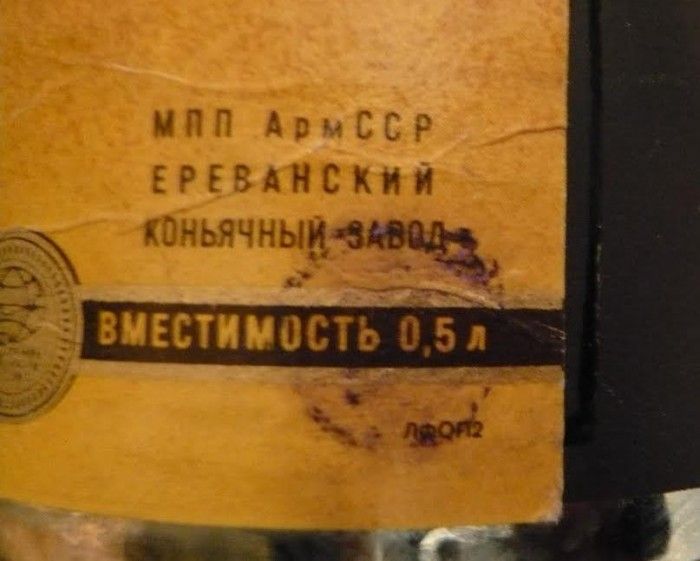 МПП АрмССР
ЕРЕВАНСКИЙ
КОНЬЯЧНЫЙ ЗАВОД
ВМЕСТИМОСТЬ 0,5 л